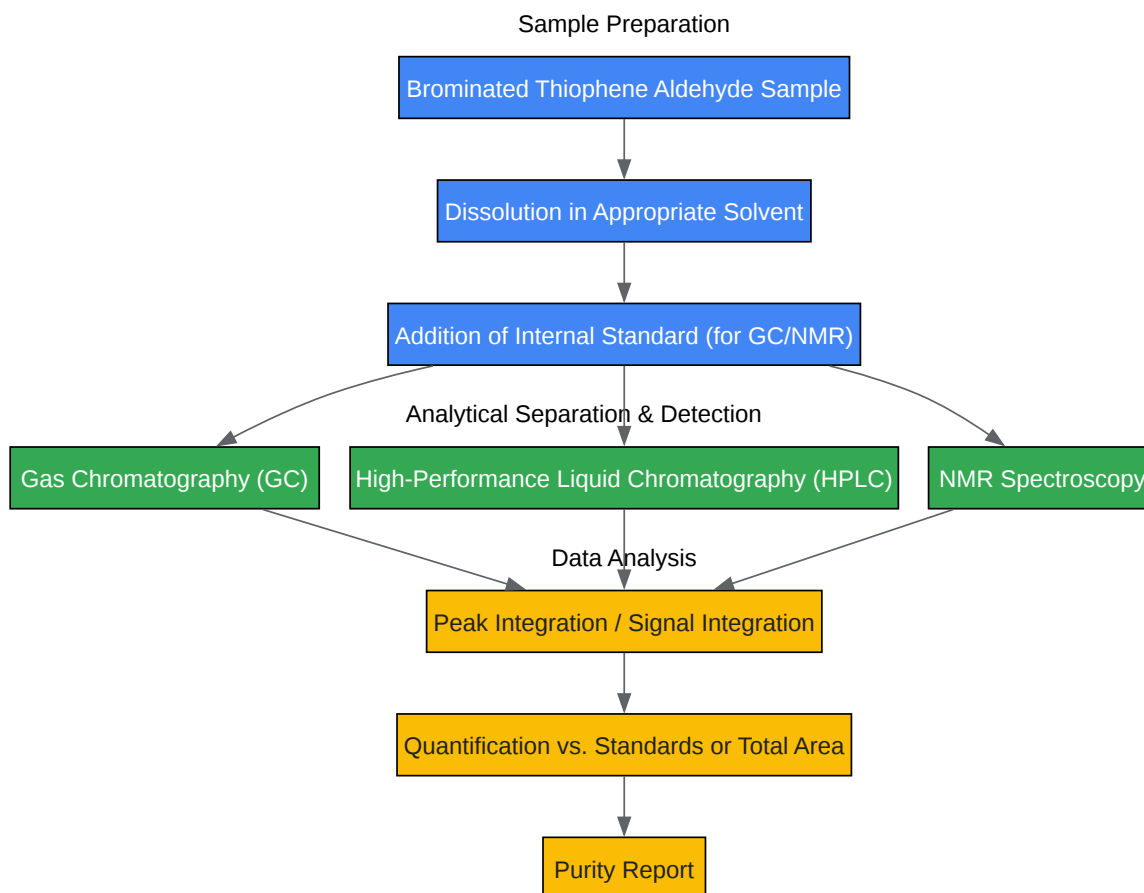 Sample Preparation
Brominated Thiophene Aldehyde Sample
Dissolution in Appropriate Solvent
Addition of Internal Standard (for GC/NMR)
Analytical Separation & Detection
Gas Chromatography (GC)
High-Performance Liquid Chromatography (HPLC)
NMR Spectroscopy
Data Analysis
Peak Integration / Signal Integration
Quantification vs. Standards or Total Area
Purity Report